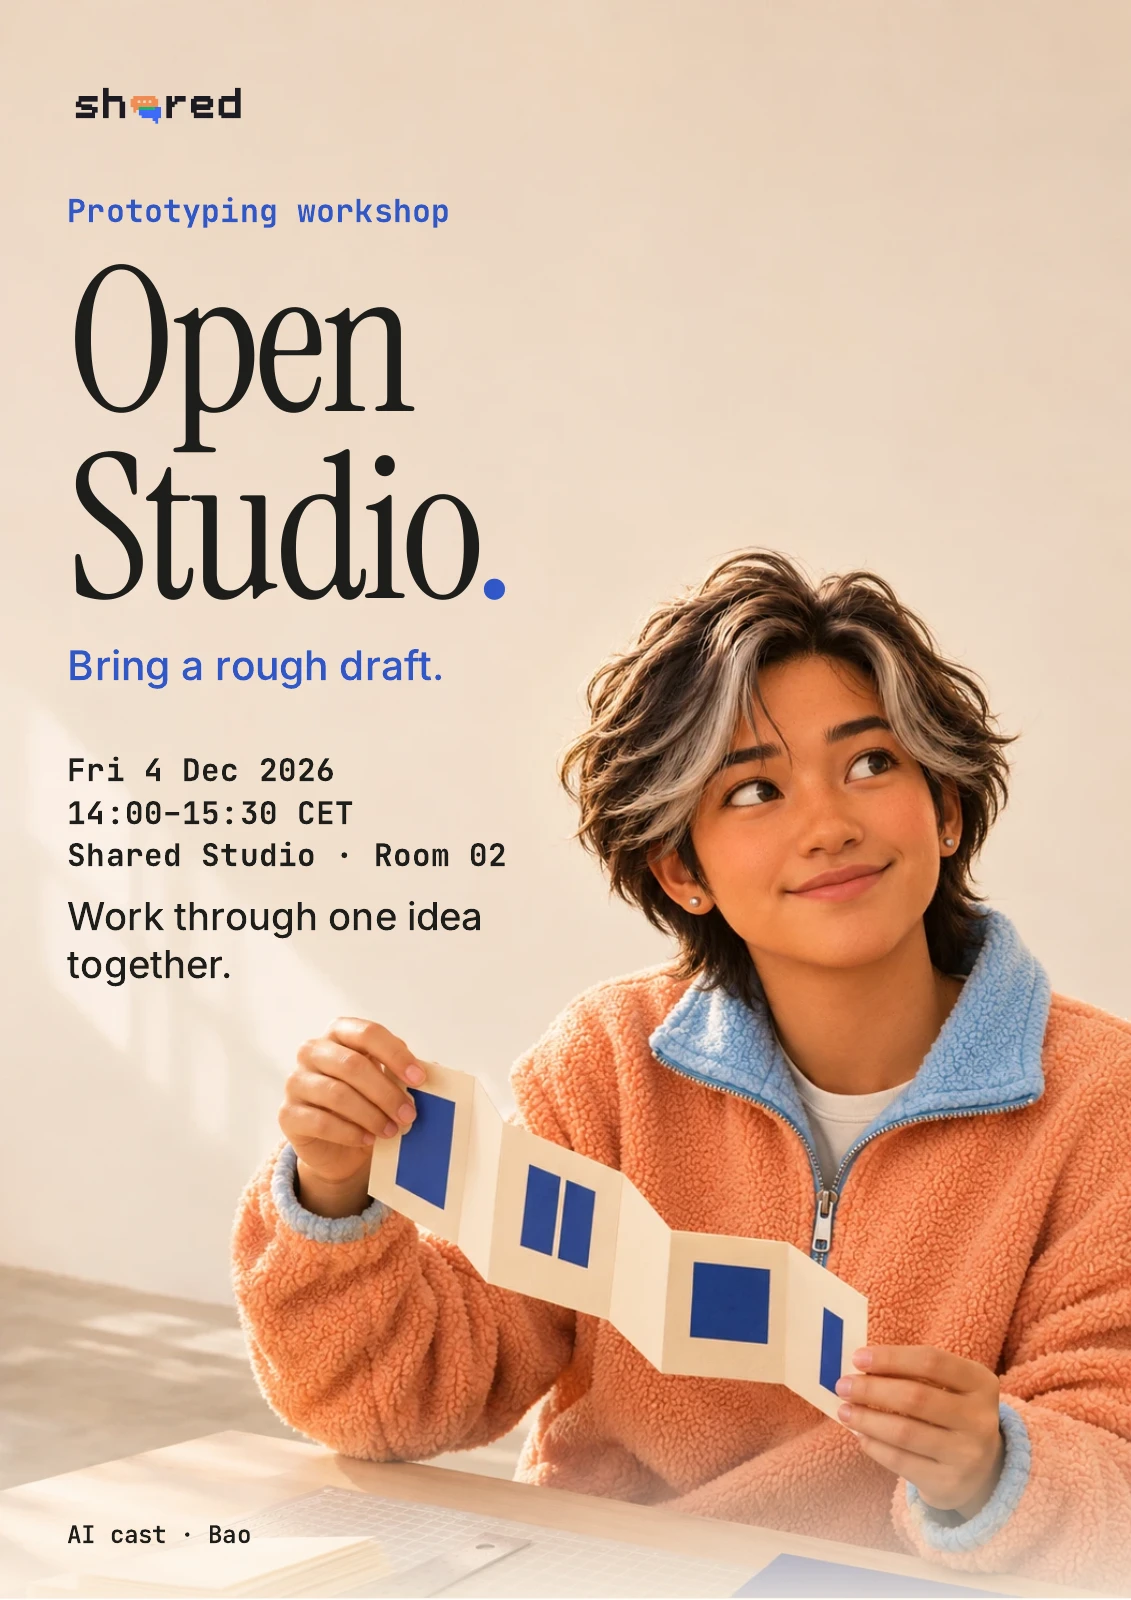 shared
Prototyping workshop
Open
Studio.
Bring a rough draft.
Fri 4 Dec 2026
14:00–15:30 CET
Shared Studio · Room 02
Work through one idea
together.
AI cast · Bao